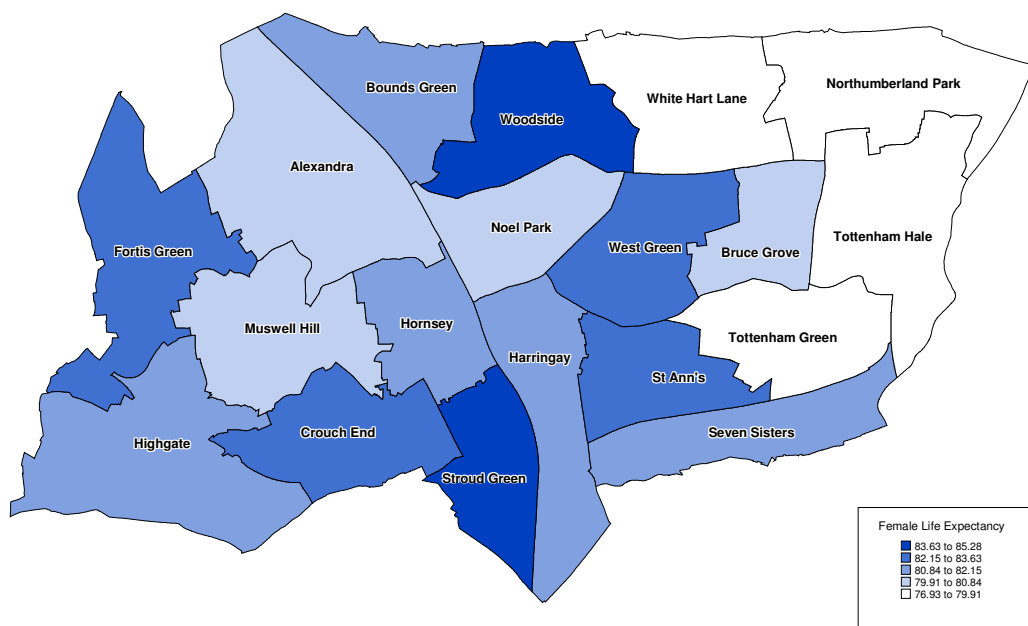 Bounds Green
Northumberland Park
White Hart Lane
Woodside
Alexandra
Noel Park
Tottenham Hale
West Green
Fortis Green
Bruce Grove
Hornsey
Muswell Hill
Tottenham Green
Harringay
St Ann's
Crouch End
Seven Sisters
Highgate
Stroud Green
Female Life Expectancy
83.63 to 85.28
82.15 to 83.63
80.84 to 82.15
79.91 to 80.84
76.93 to 79.91